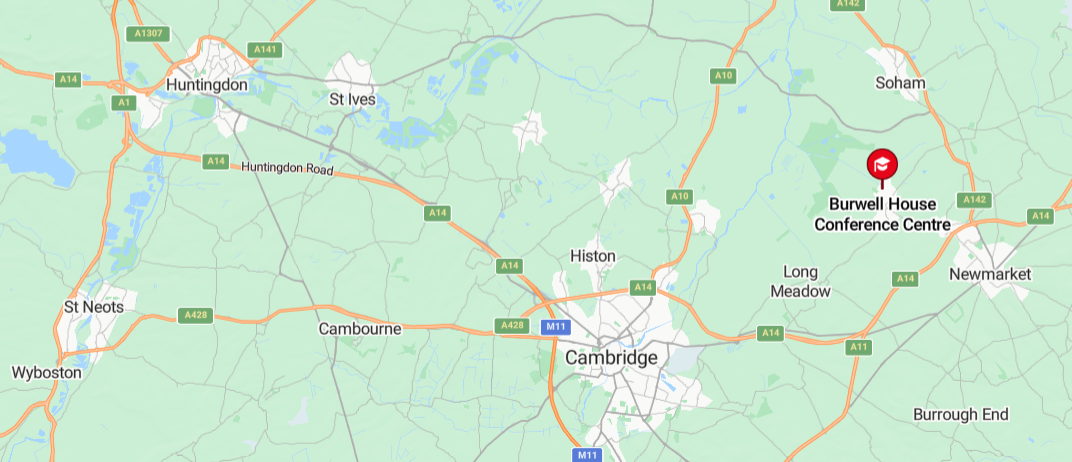 A142
A1307
A141
A14
Huntingdon
A10
Soham
St Ives
A1
A14
Huntingdon Road
A10
Burwell House
Conference Centre
A142
A14
A14
Histon
A14
Long
Meadow
A14
Newmarket
A14
St Neots
A428
Cambourne
A428
M11
A14
A11
Cambridge
Wyboston
Burrough End
M11